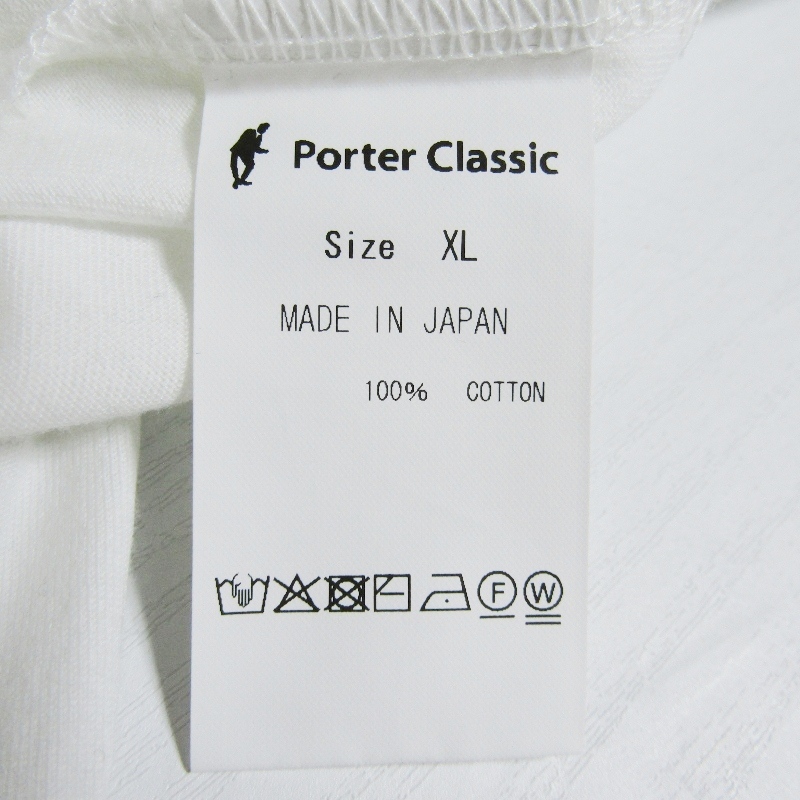 Porter Classic
Size XL
MADE IN JAPAN
100% COTTON
F W